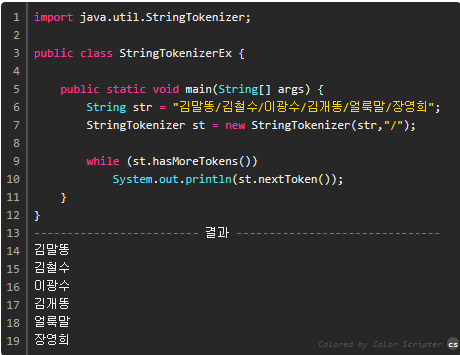 1 import java.util.StringTokenizer;
2
3 public class StringTokenizerEx {
4
5 public static void main(String[] args) {
6 String str = "김말똥/김철수/이광수/김개똥/얼룩말/장영희";
7 StringTokenizer st = new StringTokenizer(str,"/");
8
9 while (st.hasMoreTokens())
10 System.out.println(st.nextToken());
11 }
12 }
13 ------------------------ 결과 ------------------------------
14 김말똥
15 김철수
16 이광수
17 김개똥
18 얼룩말
19 장영희
Colored by Color Scripter cs